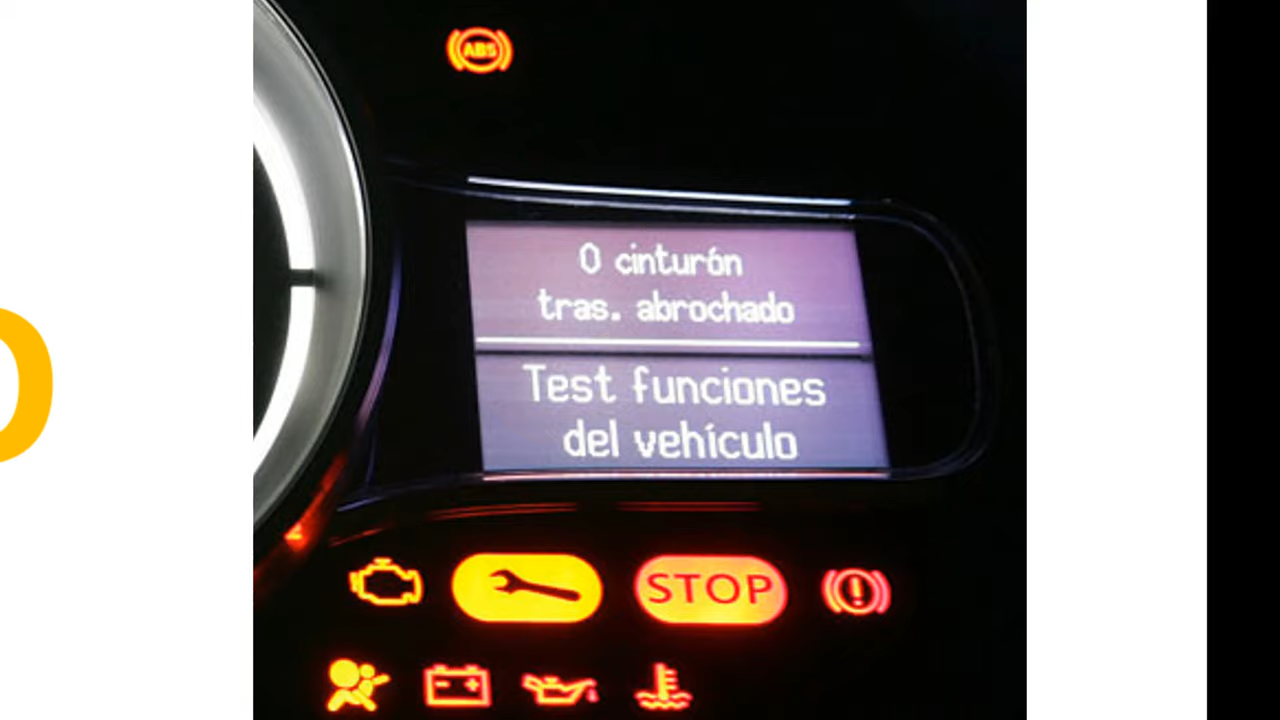 ABS
0 cinturón
tras. abrochado
Test funciones
del vehículo
STOP